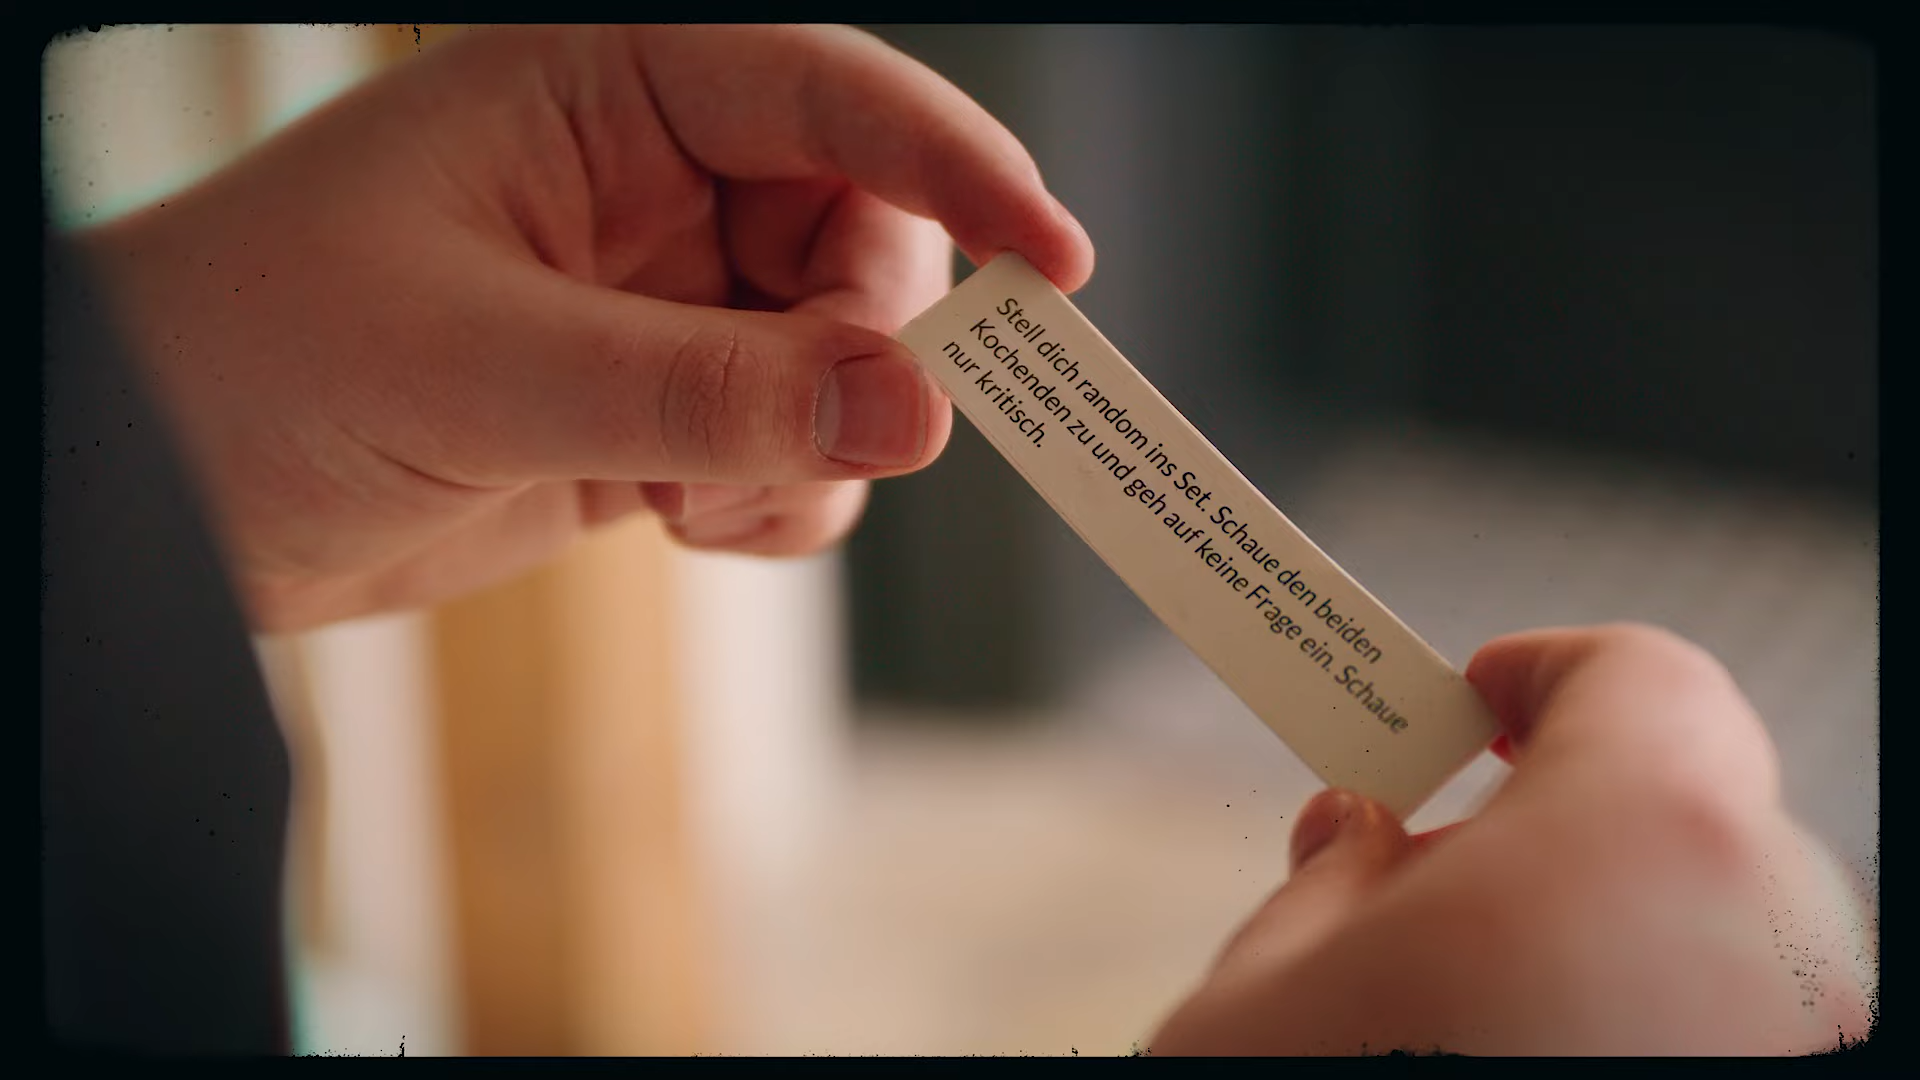 Stell dich random ins Set. Schaue den beiden
Kochenden zu und geh auf keine Frage ein. Schaue
nur kritisch.